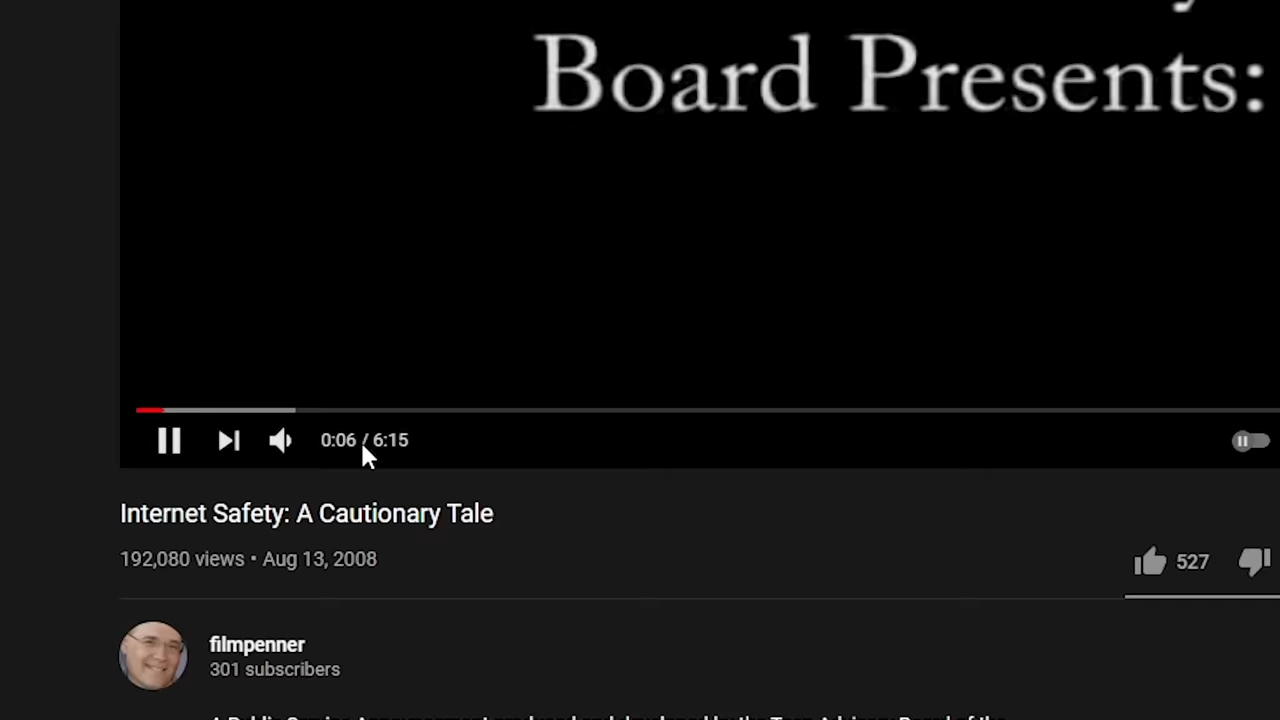 Board Presents:
0:06 / 6:15
Internet Safety: A Cautionary Tale
192,080 views • Aug 13, 2008
527
filmpenner
301 subscribers